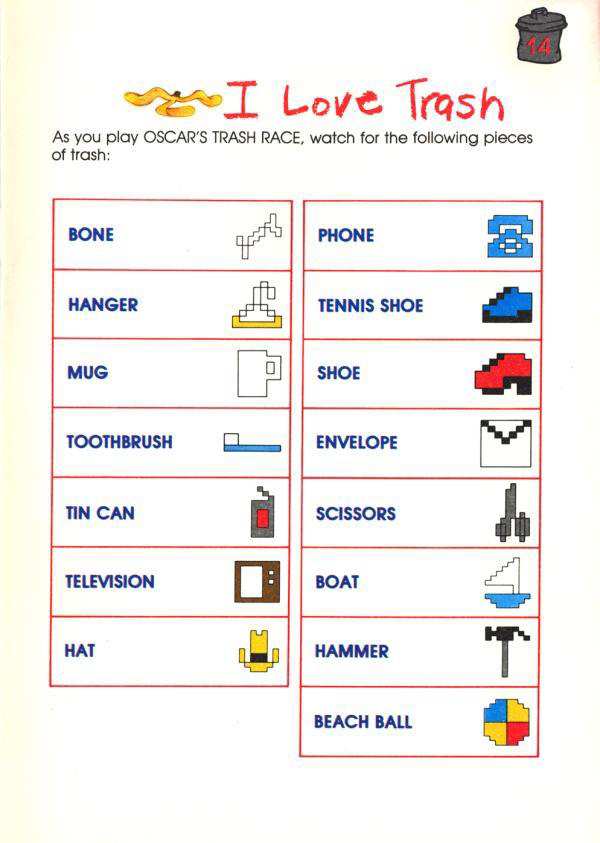 14
I Love Trash
As you play OSCAR'S TRASH RACE, watch for the following pieces
of trash:
BONE
HANGER
MUG
TOOTHBRUSH
TIN CAN
TELEVISION
HAT
PHONE
TENNIS SHOE
SHOE
ENVELOPE
SCISSORS
BOAT
HAMMER
BEACH BALL